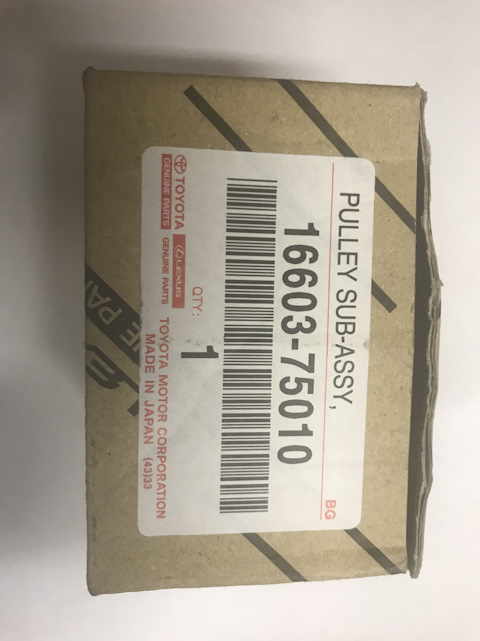 PULLEY SUB-ASSY,
BG
16603-75010
QTY:
1
TOYOTA
GENUINE PARTS
LEXUS
GENUINE PARTS
TOYOTA MOTOR CORPORATION
MADE IN JAPAN (43)33